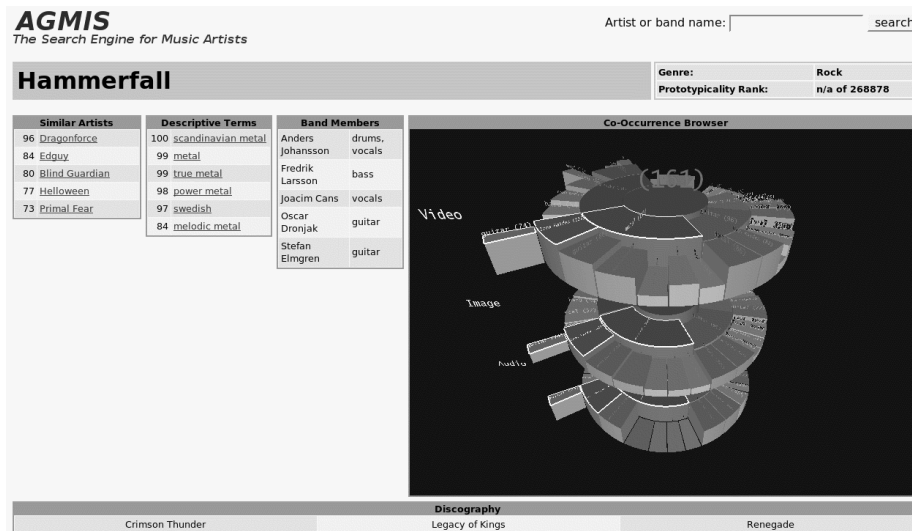 AGMIS
The Search Engine for Music Artists
Artist or band name:
search
Hammerfall
Genre: Rock
Prototypicality Rank: n/a of 268878
Similar Artists
96 Dragonforce
84 Edguy
80 Blind Guardian
77 Helloween
73 Primal Fear
Descriptive Terms
100 scandinavian metal
99 metal
99 true metal
98 power metal
97 swedish
84 melodic metal
Band Members
Anders drums,
Johansson vocals
Fredrik
Larsson bass
Joacim Cans vocals
Oscar
Dronjak guitar
Stefan
Elmgren guitar
Co-Occurrence Browser
(161)
Video
guitar (24)
Image
Audio
Discography
Crimson Thunder Legacy of Kings Renegade